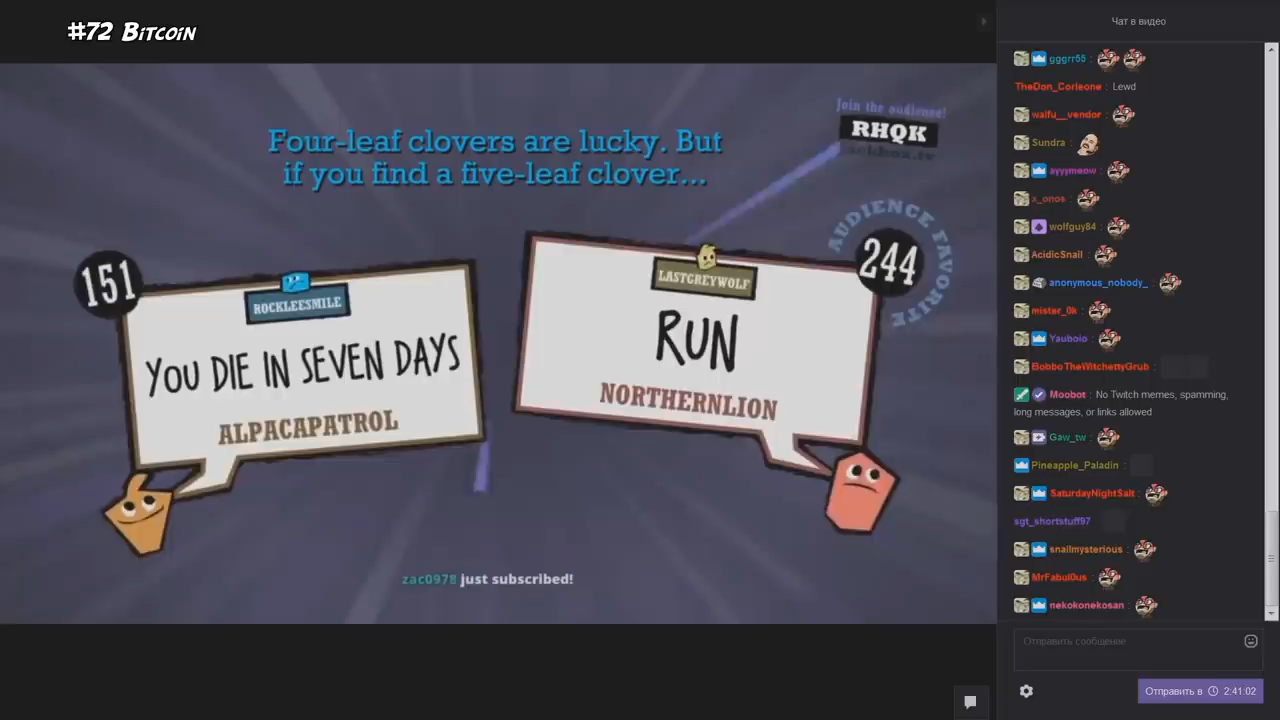 #72 Bitcoin
Чат в видео
Join the audience!
RHQK
Four-leaf clovers are lucky. But
if you find a five-leaf clover...
AUDIENCE FAVORITE
151
ROCKLEESMILE
YOU DIE IN SEVEN DAYS
ALPACAPATROL
244
LASTGREYWOLF
RUN
NORTHERNLION
zac0978 just subscribed!
gggrr55 :
TheDon_Corleone : Lewd
waifu__vendor :
Sundra :
ayyymeow :
x_onos :
wolfguy84 :
AcidicSnail :
anonymous_nobody_ :
mister_0k :
Yauboio :
BobboTheWitchettyGrub :
Moobot : No Twitch memes, spamming,
long messages, or links allowed
Gaw_tw :
Pineapple_Paladin :
SaturdayNightSalt :
sgt_shortstuff97 :
snailmysterious :
MrFabul0us :
nekokonekosan :
Отправить сообщение
Отправить в 2:41:02